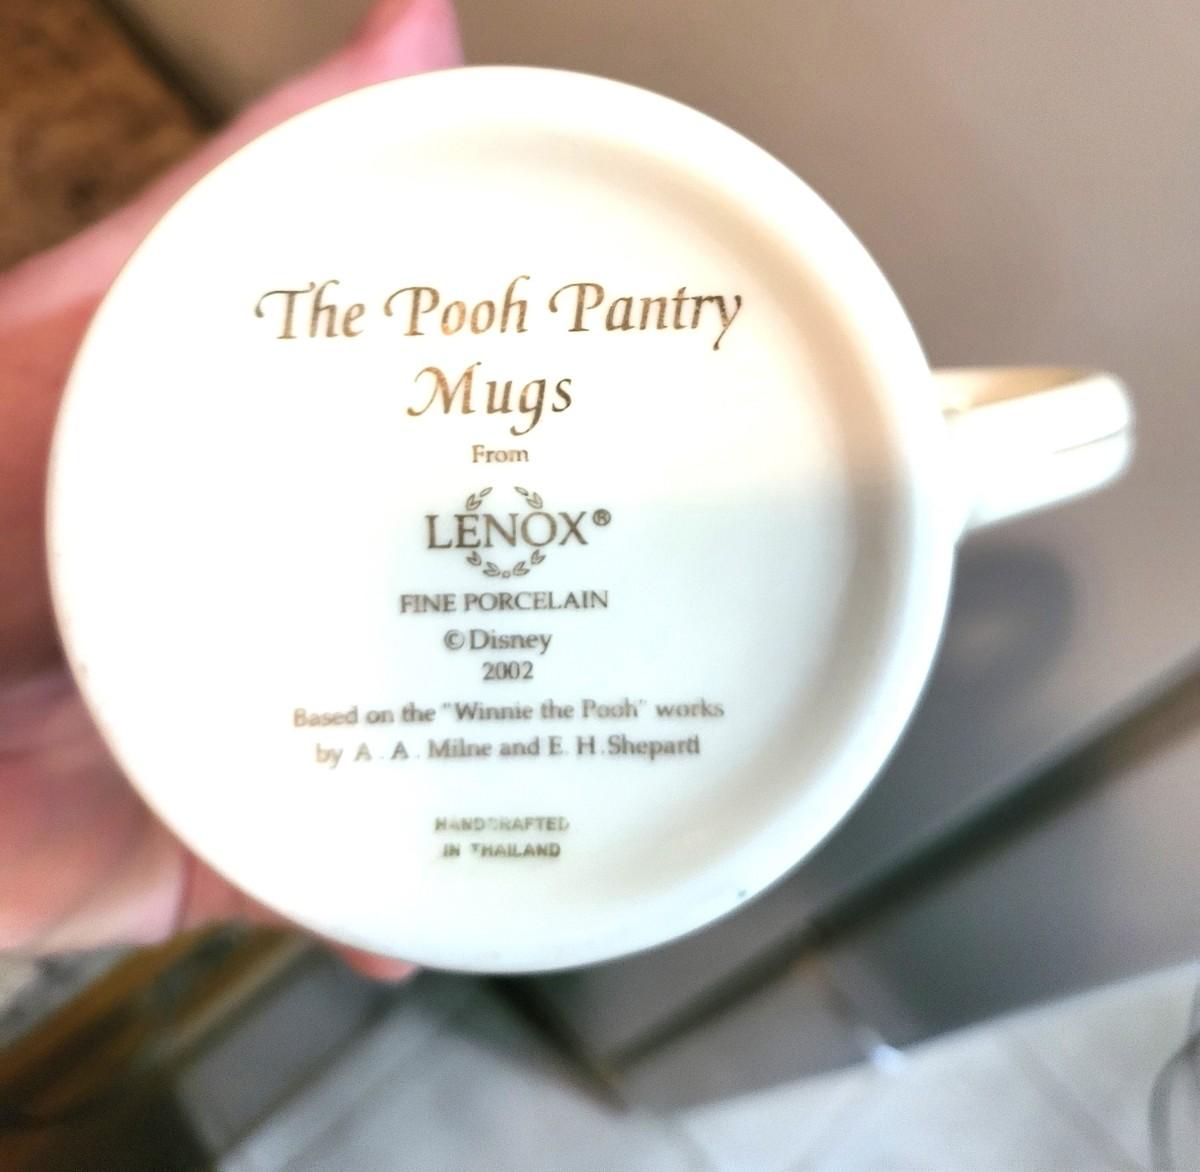 The Pooh Pantry
Mugs
From
LENOX®
FINE PORCELAIN
©Disney
2002
Based on the "Winnie the Pooh" works
by A. A. Milne and E. H. Shepard
HANDCRAFTED
IN THAILAND